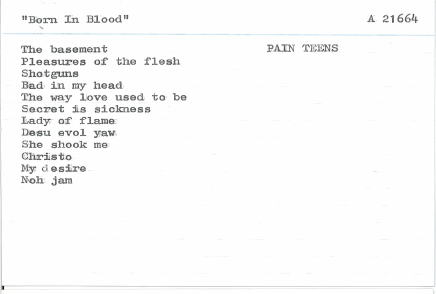 "Born In Blood" A 21664
The basement PAIN TEENS
Pleasures of the flesh
Shotguns
Bad in my head
The way love used to be
Secret is sickness
Lady of flame
Desu evol yaw
She shook me
Christo
My desire
Noh jam